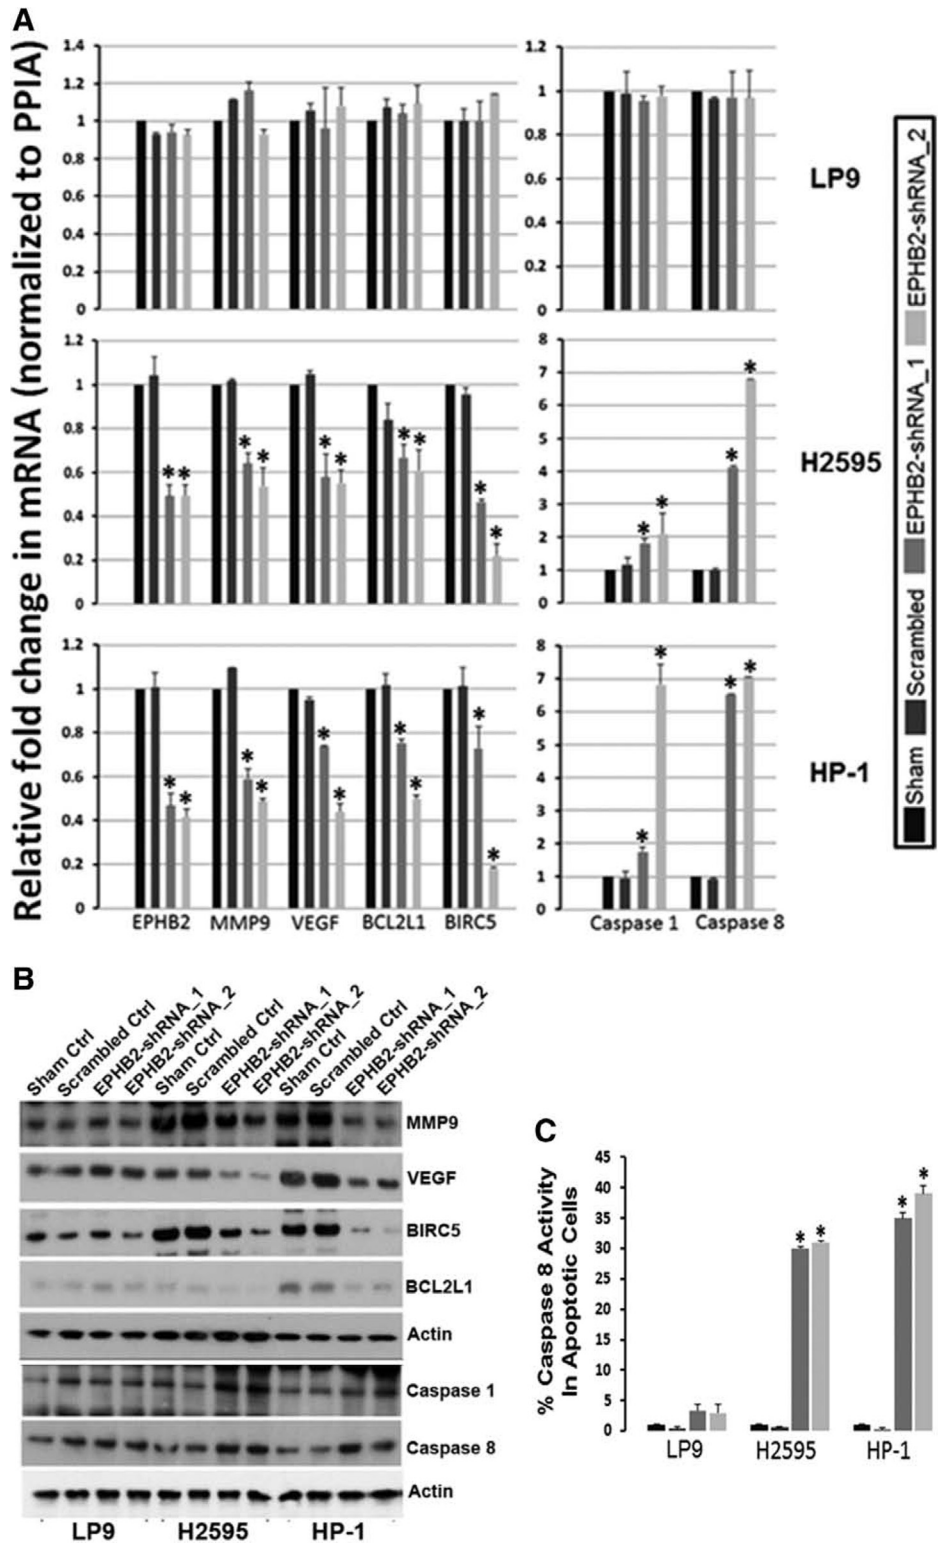 A
Relative fold change in mRNA (normalized to PPIA)
1.4
1.2
1
0.8
0.6
0.4
0.2
0
1.2
1
0.8
0.6
0.4
0.2
0
LP9
1.2
1
0.8
0.6
0.4
0.2
0
* *
* *
* *
* *
*
*
8
7
6
5
4
3
2
1
0
*
*
*
*
H2595
1.2
1
0.8
0.6
0.4
0.2
0
* *
* *
*
*
*
*
*
*
EPHB2 MMP9 VEGF BCL2L1 BIRC5
8
7
6
5
4
3
2
1
0
*
*
*
*
Caspase 1 Caspase 8
HP-1
Sham Scrambled EPHB2-shRNA_1 EPHB2-shRNA_2
B
Sham Ctrl
Scrambled Ctrl
EPHB2-shRNA_1
EPHB2-shRNA_2
Sham Ctrl
Scrambled Ctrl
EPHB2-shRNA_1
EPHB2-shRNA_2
Sham Ctrl
Scrambled Ctrl
EPHB2-shRNA_1
EPHB2-shRNA_2
MMP9
VEGF
BIRC5
BCL2L1
Actin
Caspase 1
Caspase 8
Actin
LP9 H2595 HP-1
C
% Caspase 8 Activity
In Apoptotic Cells
45
40
35
30
25
20
15
10
5
0
* *
* *
LP9 H2595 HP-1